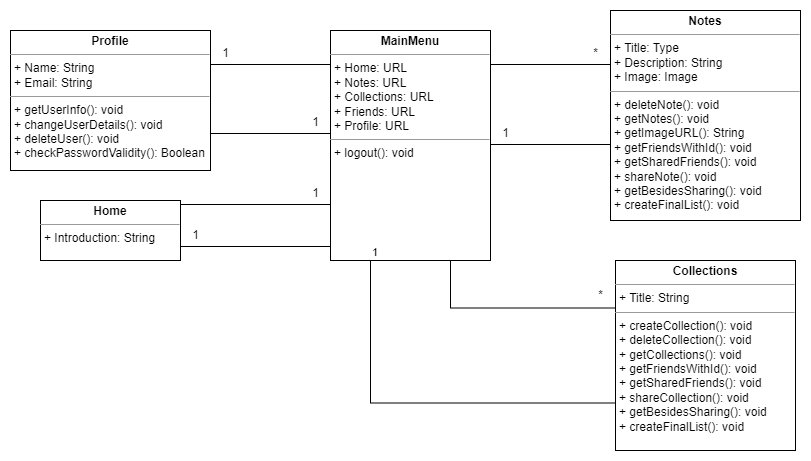 Profile
+ Name: String
+ Email: String
+ getUserInfo(): void
+ changeUserDetails(): void
+ deleteUser(): void
+ checkPasswordValidity(): Boolean
1
1
MainMenu
+ Home: URL
+ Notes: URL
+ Collections: URL
+ Friends: URL
+ Profile: URL
+ logout(): void
*
1
Notes
+ Title: Type
+ Description: String
+ Image: Image
+ deleteNote(): void
+ getNotes(): void
+ getImageURL(): String
+ getFriendsWithId(): void
+ getSharedFriends(): void
+ shareNote(): void
+ getBesidesSharing(): void
+ createFinalList(): void
Home
+ Introduction: String
1
1
1
*
Collections
+ Title: String
+ createCollection(): void
+ deleteCollection(): void
+ getCollections(): void
+ getFriendsWithId(): void
+ getSharedFriends(): void
+ shareCollection(): void
+ getBesidesSharing(): void
+ createFinalList(): void